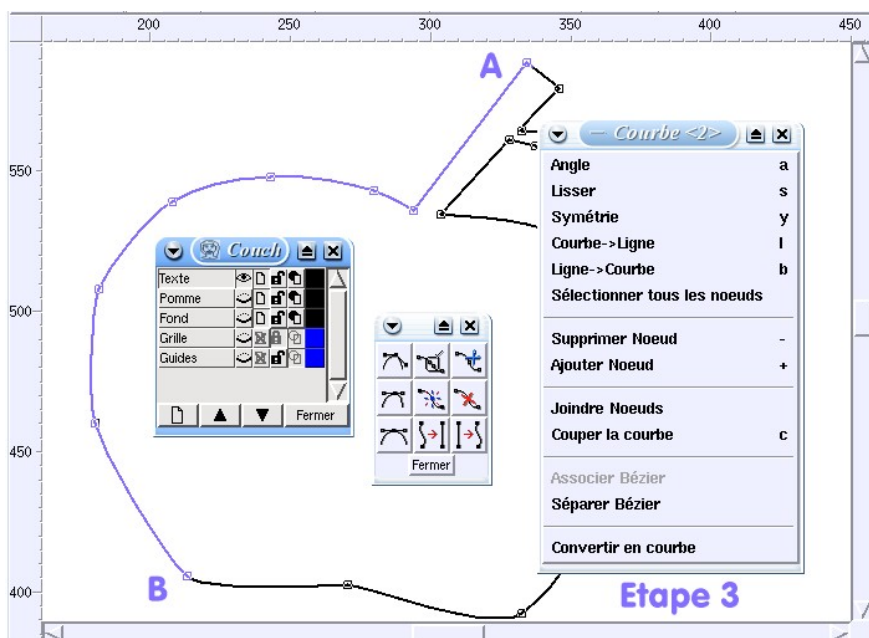 200 250 300 350 400 450
A
— Courbe <2>
Angle a
Lisser s
Symétrie y
Courbe->Ligne l
Ligne->Courbe b
Sélectionner tous les noeuds
Supprimer Noeud -
Ajouter Noeud +
Joindre Noeuds
Couper la courbe c
Associer Bézier
Séparer Bézier
Convertir en courbe
550
500
450
400
Couch
Texte
Pomme
Fond
Grille
Guides
Fermer
Fermer
B
Etape 3